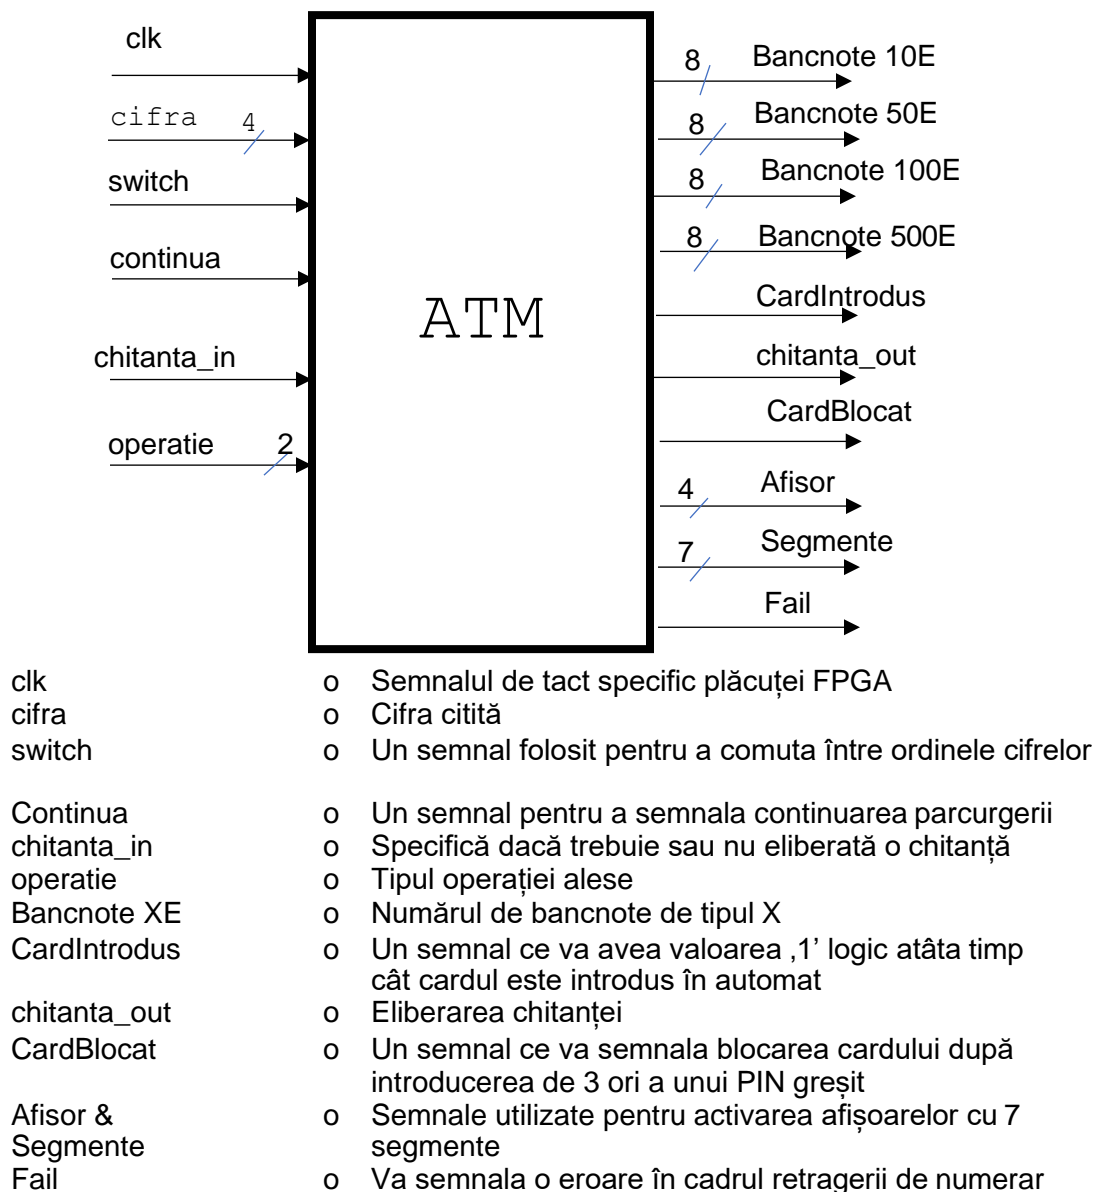 clk
cifra 4
switch
continua
chitanta_in
operatie 2
ATM
8 Bancnote 10E
8 Bancnote 50E
8 Bancnote 100E
8 Bancnote 500E
CardIntrodus
chitanta_out
CardBlocat
4 Afisor
7 Segmente
Fail
clk o Semnalul de tact specific plăcuței FPGA
cifra o Cifra citită
switch o Un semnal folosit pentru a comuta între ordinele cifrelor
Continua o Un semnal pentru a semnala continuarea parcurgerii
chitanta_in o Specifică dacă trebuie sau nu eliberată o chitanță
operatie o Tipul operației alese
Bancnote XE o Numărul de bancnote de tipul X
CardIntrodus o Un semnal ce va avea valoarea ‚1’ logic atâta timp
cât cardul este introdus în automat
chitanta_out o Eliberarea chitanței
CardBlocat o Un semnal ce va semnala blocarea cardului după
introducerea de 3 ori a unui PIN greșit
Afisor & o Semnale utilizate pentru activarea afișoarelor cu 7
Segmente segmente
Fail o Va semnala o eroare în cadrul retragerii de numerar